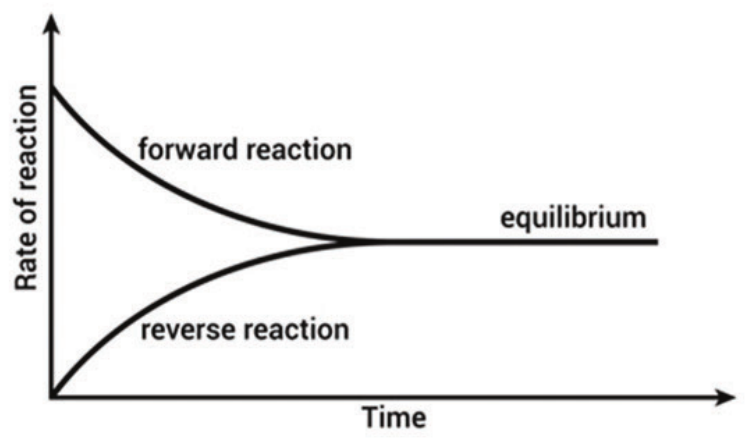 Rate of reaction
forward reaction
equilibrium
reverse reaction
Time